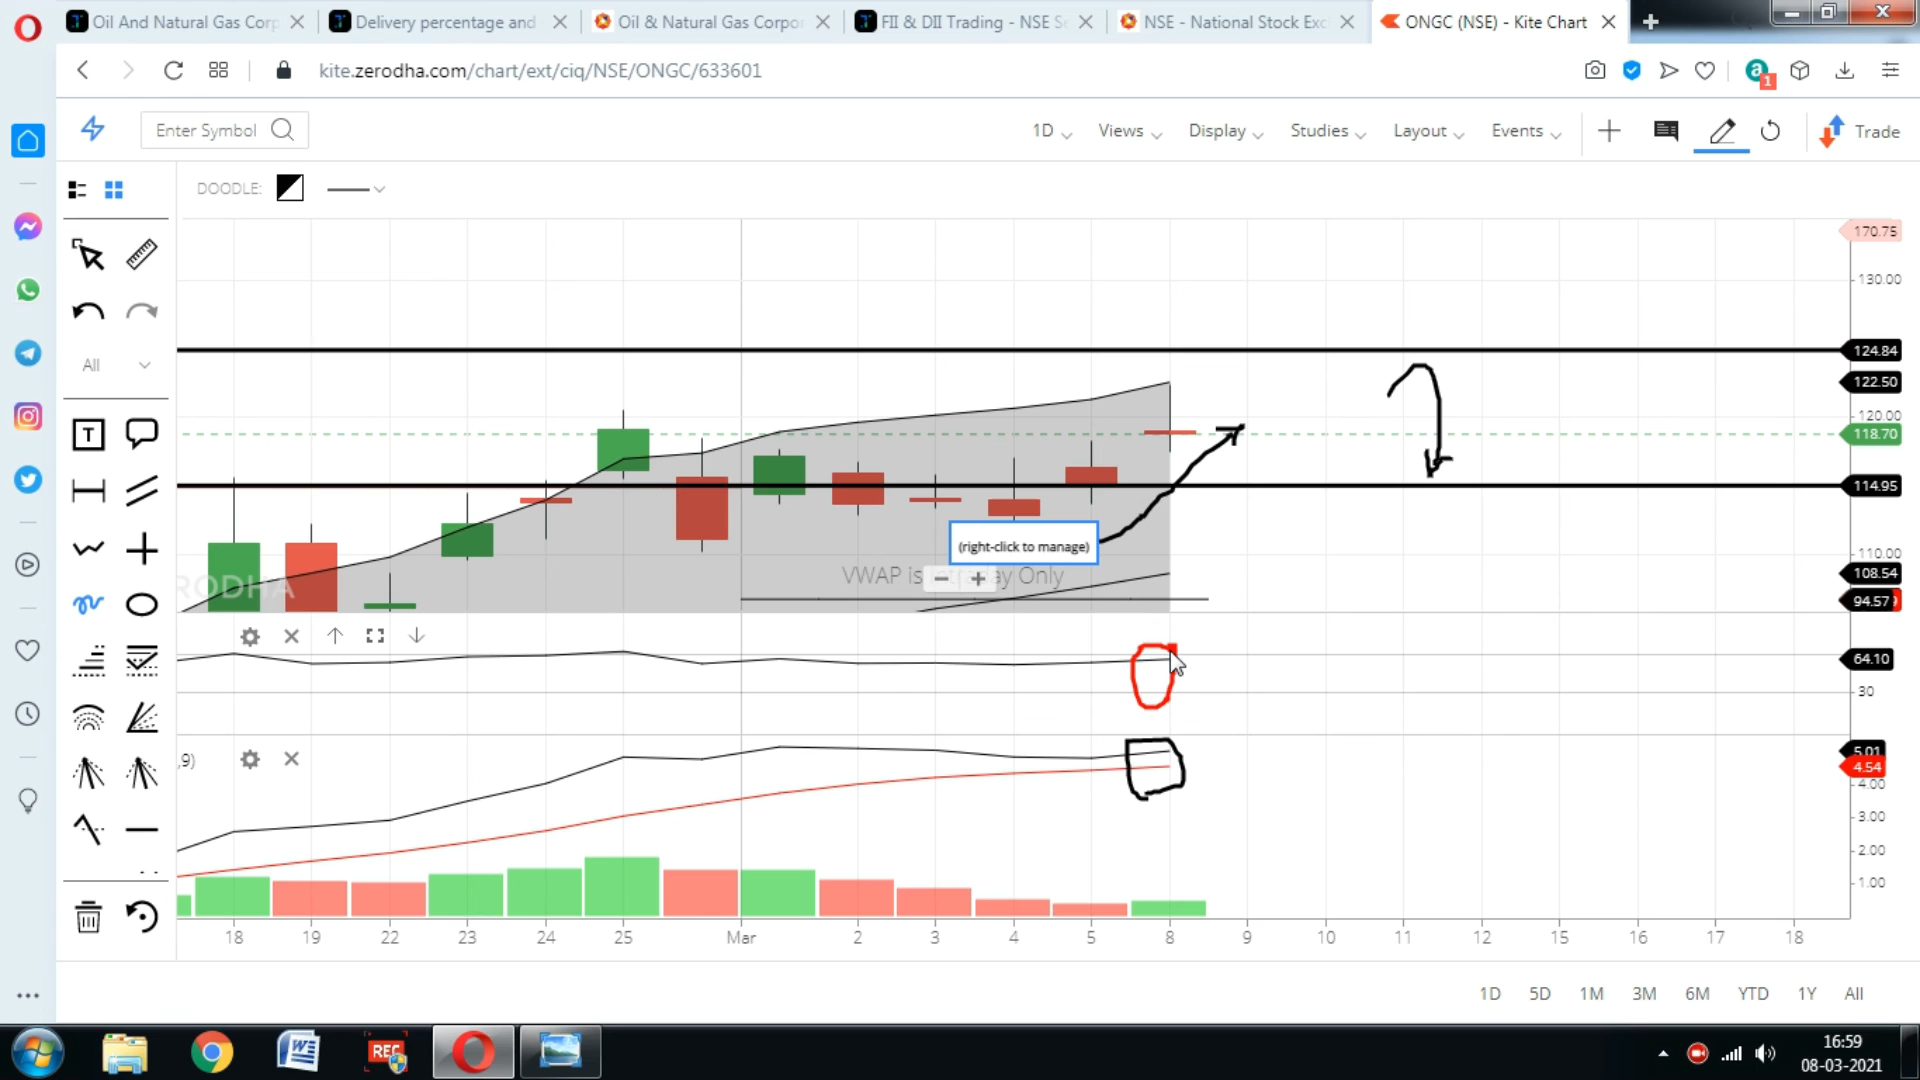 Oil And Natural Gas Corp
Delivery percentage and
Oil & Natural Gas Corpor
FII & DII Trading - NSE Se
NSE - National Stock Exc
ONGC (NSE) - Kite Chart
kite.zerodha.com/chart/ext/ciq/NSE/ONGC/633601
a
1
Enter Symbol
1D
Views
Display
Studies
Layout
Events
Trade
DOODLE:
All
T
170.75
130.00
124.84
122.50
120.00
118.70
114.95
110.00
108.54
94.57
(right-click to manage)
VWAP is
ay Only
RODHA
64.10
30
,9)
5.01
4.54
4.00
3.00
2.00
1.00
18
19
22
23
24
25
Mar
2
3
4
5
8
9
10
11
12
15
16
17
18
1D
5D
1M
3M
6M
YTD
1Y
All
REC
16:59
08-03-2021